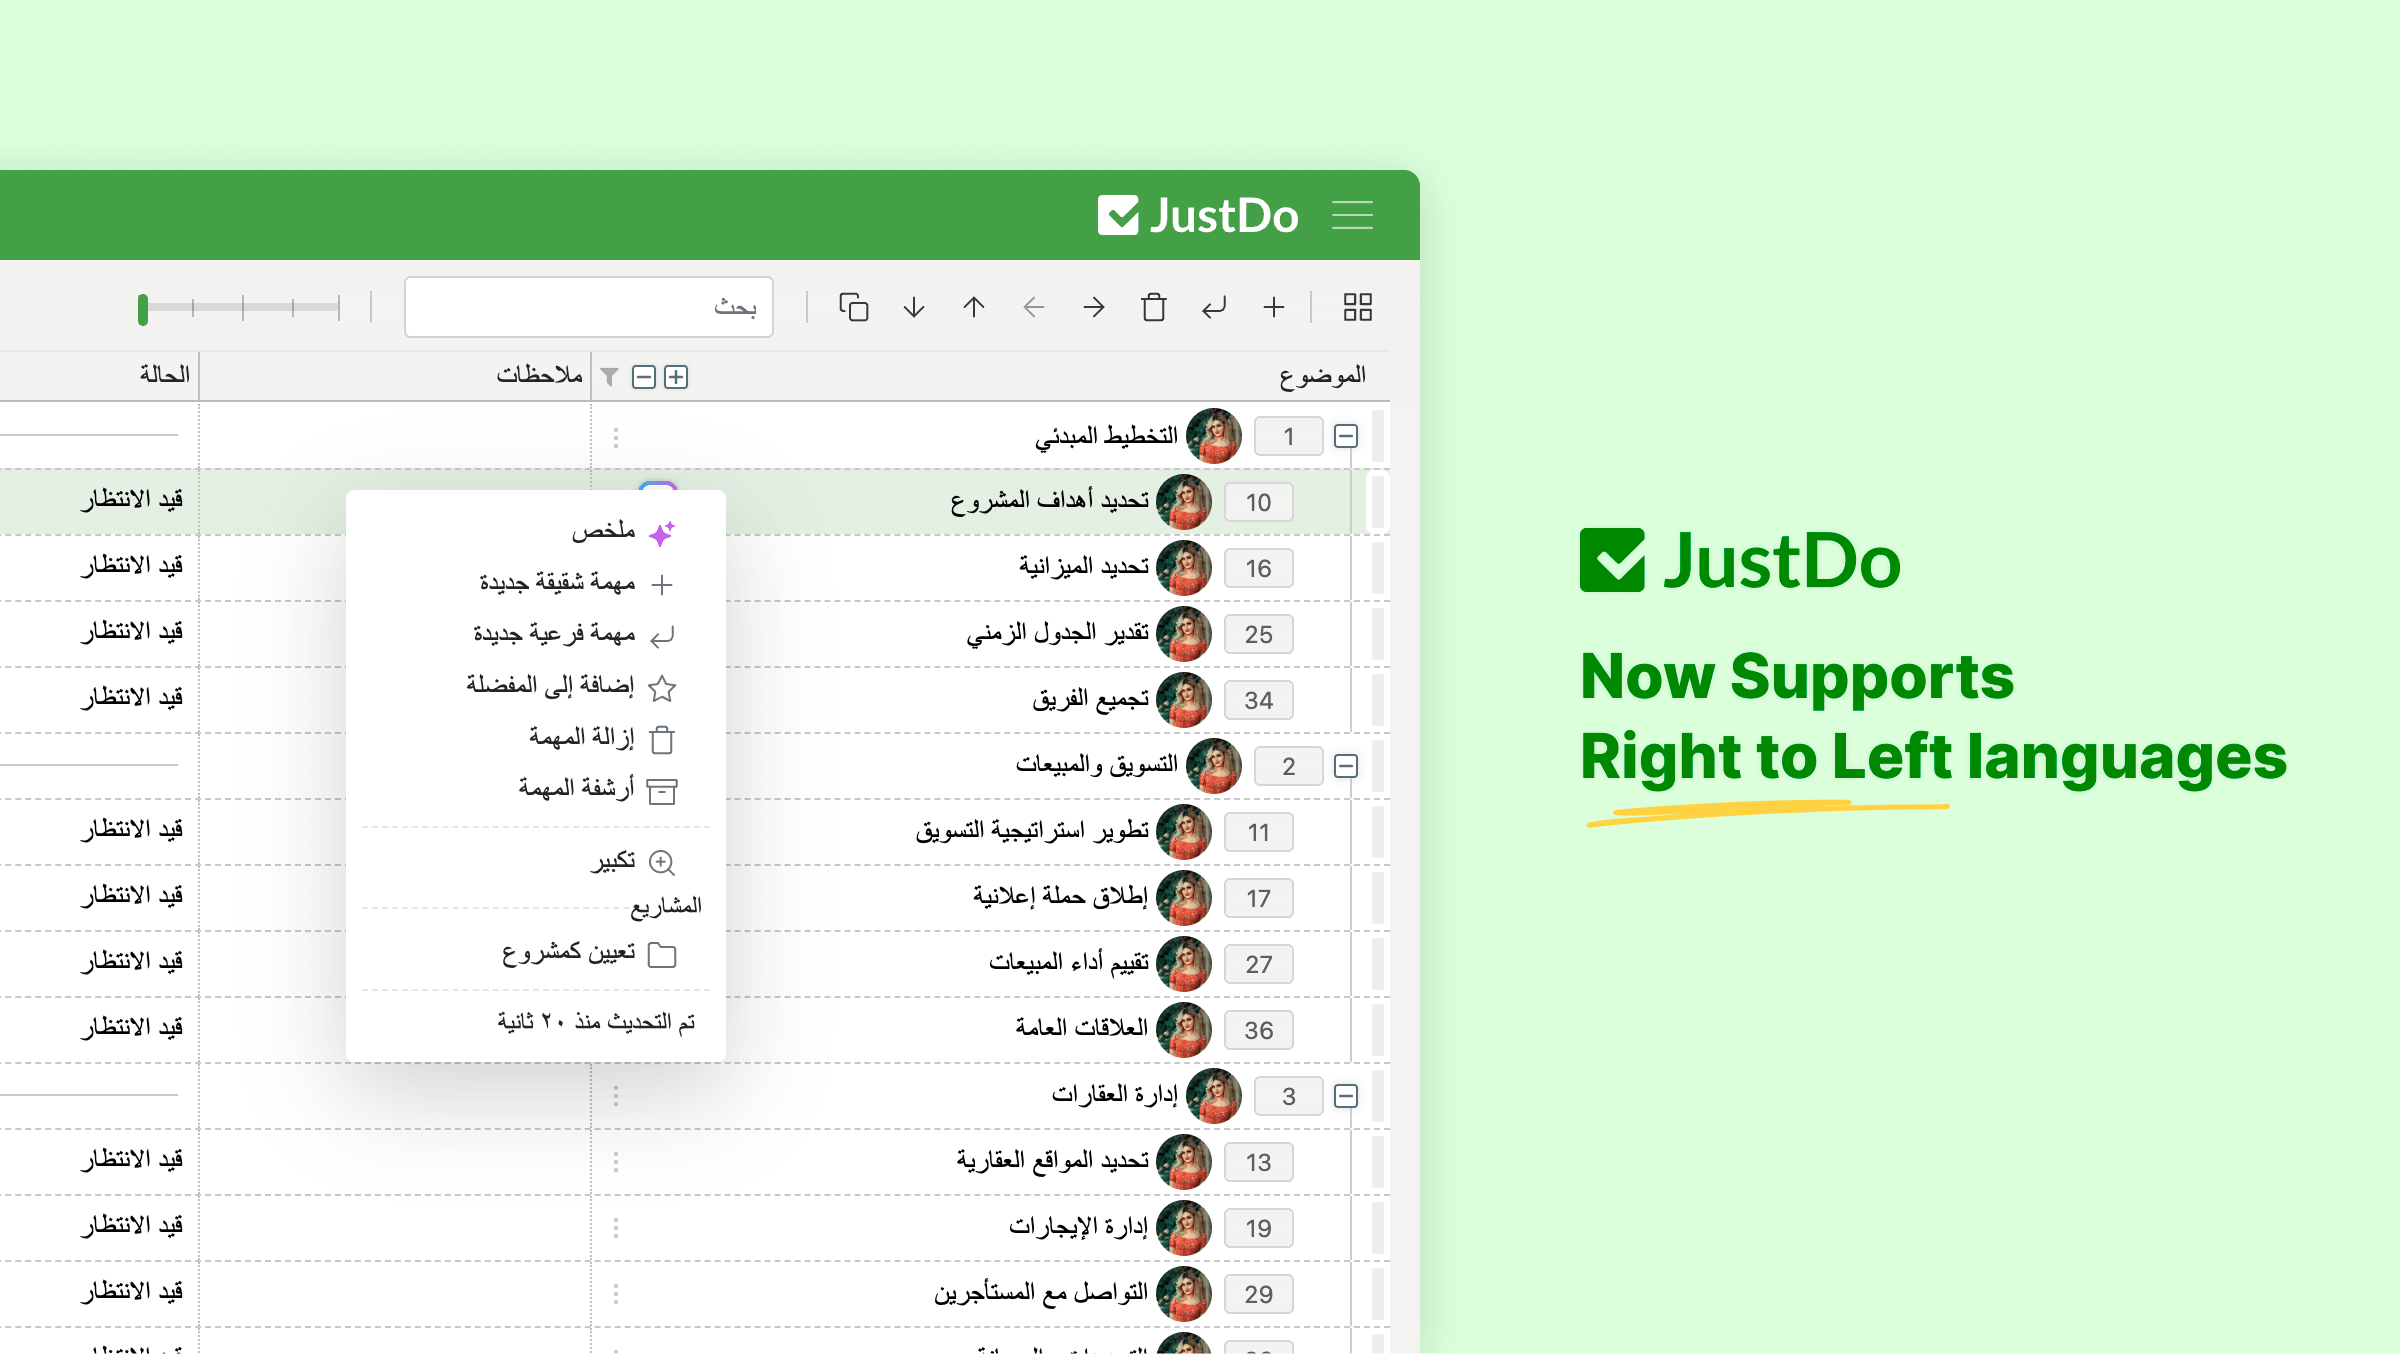 JustDo
بحث
الموضوع
ملاحظات
الحالة
1 التخطيط المبدئي
10 تحديد أهداف المشروع قيد الانتظار
16 تحديد الميزانية قيد الانتظار
25 تقدير الجدول الزمني قيد الانتظار
34 تجميع الفريق قيد الانتظار
2 التسويق والمبيعات
11 تطوير استراتيجية التسويق قيد الانتظار
17 إطلاق حملة إعلانية قيد الانتظار
27 تقييم أداء المبيعات قيد الانتظار
36 العلاقات العامة قيد الانتظار
3 إدارة العقارات
13 تحديد المواقع العقارية قيد الانتظار
19 إدارة الإيجارات قيد الانتظار
29 التواصل مع المستأجرين قيد الانتظار
ملخص
مهمة شقيقة جديدة
مهمة فرعية جديدة
إضافة إلى المفضلة
إزالة المهمة
أرشفة المهمة
تكبير
المشاريع
تعيين كمشروع
تم التحديث منذ ٢٠ ثانية
JustDo
Now Supports
Right to Left languages